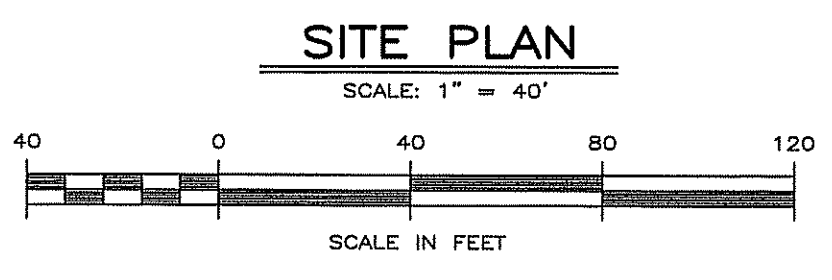 SITE PLAN
SCALE: 1" = 40'
40 0 40 80 120
SCALE IN FEET